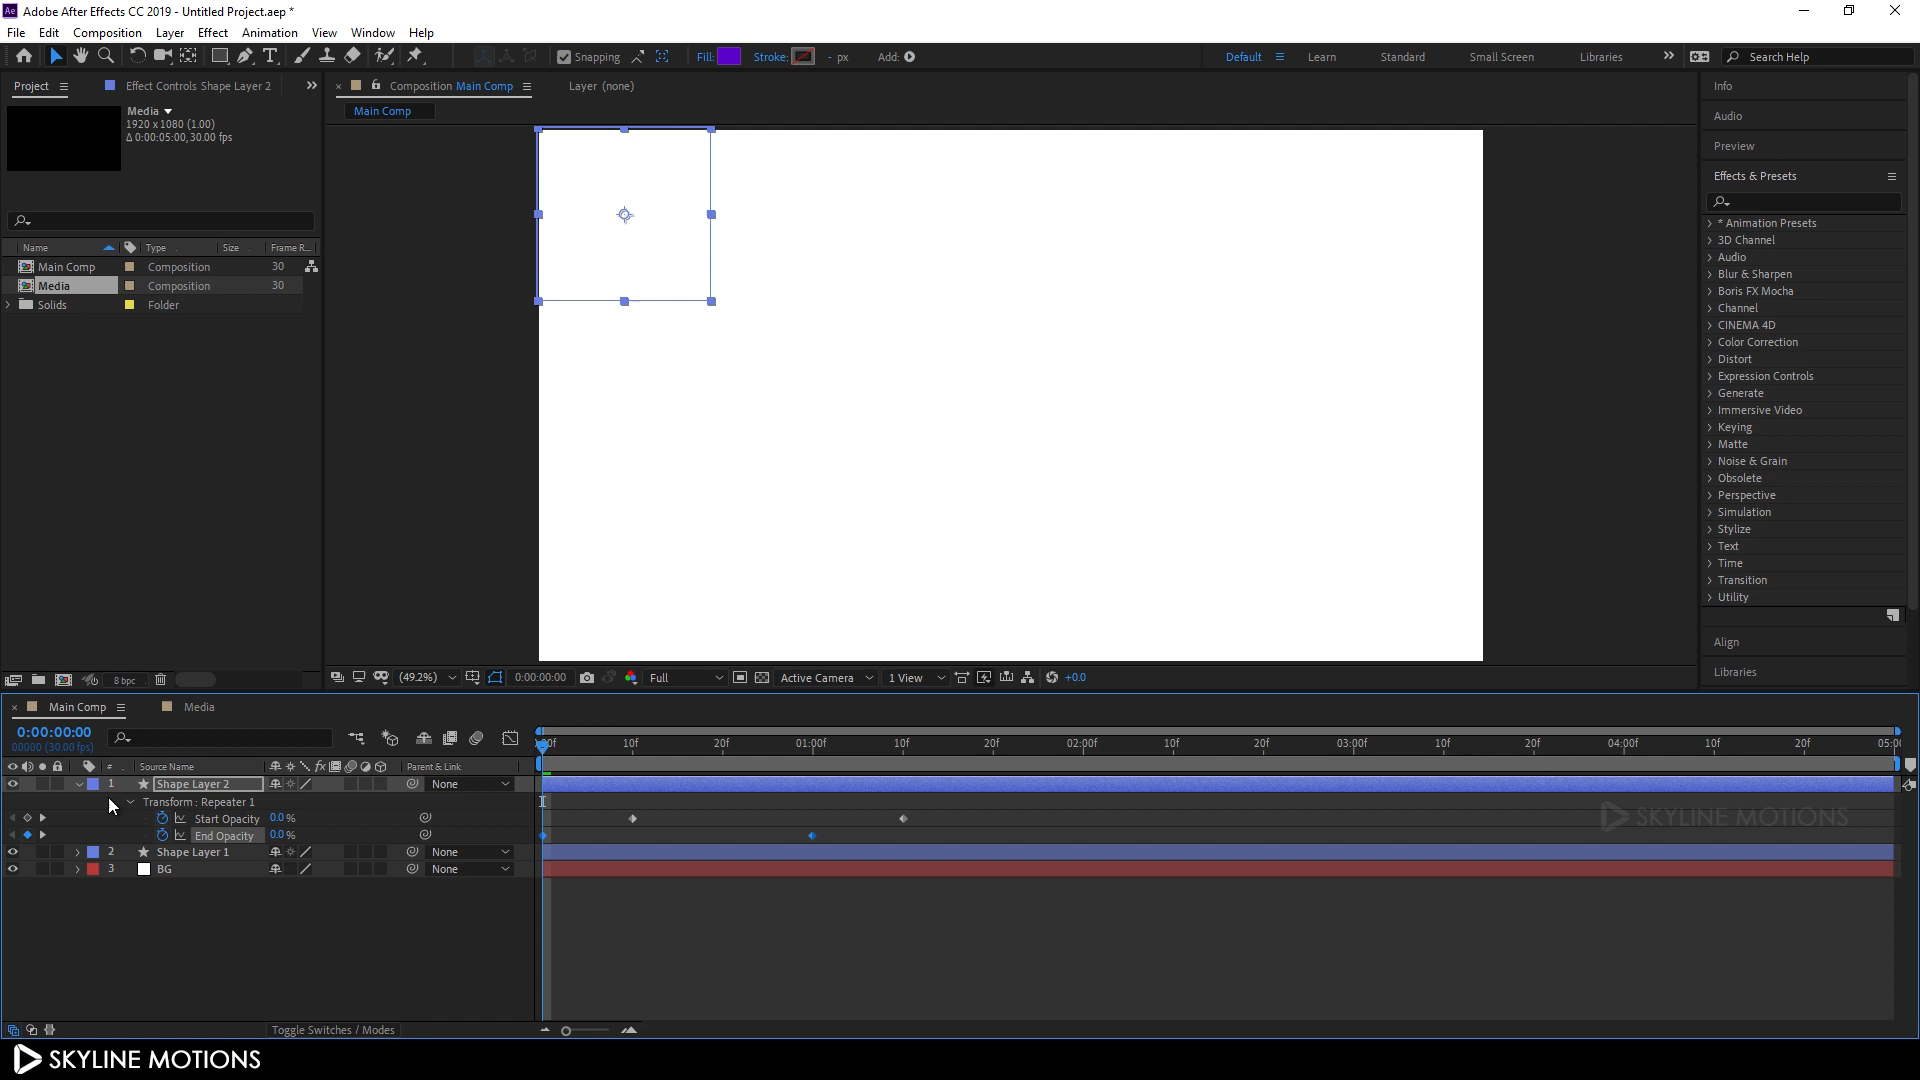 Adobe After Effects CC 2019 - Untitled Project.aep *
File Edit Composition Layer Effect Animation View Window Help
Snapping Fill: Stroke: - px Add: Default Learn Standard Small Screen Libraries Search Help
Project Effect Controls Shape Layer 2
Composition Main Comp Layer (none)
Main Comp
Media
1920 x 1080 (1.00)
Δ 0:00:05:00, 30.00 fps
Name Type Size Frame R...
Main Comp Composition 30
Media Composition 30
Solids Folder
8 bpc
(49.2%) 0:00:00:00 Full Active Camera 1 View +0.0
Info
Audio
Preview
Effects & Presets
* Animation Presets
3D Channel
Audio
Blur & Sharpen
Boris FX Mocha
Channel
CINEMA 4D
Color Correction
Distort
Expression Controls
Generate
Immersive Video
Keying
Matte
Noise & Grain
Obsolete
Perspective
Simulation
Stylize
Text
Time
Transition
Utility
Align
Libraries
Main Comp Media
0:00:00:00
00000 (30.00 fps)
:00f 10f 20f 01:00f 10f 20f 02:00f 10f 20f 03:00f 10f 20f 04:00f 10f 20f 05:00
# Source Name fx Parent & Link
1 Shape Layer 2 None
Transform : Repeater 1
Start Opacity 0.0 %
End Opacity 0.0 %
2 Shape Layer 1 None
3 BG None
SKYLINE MOTIONS
Toggle Switches / Modes
SKYLINE MOTIONS